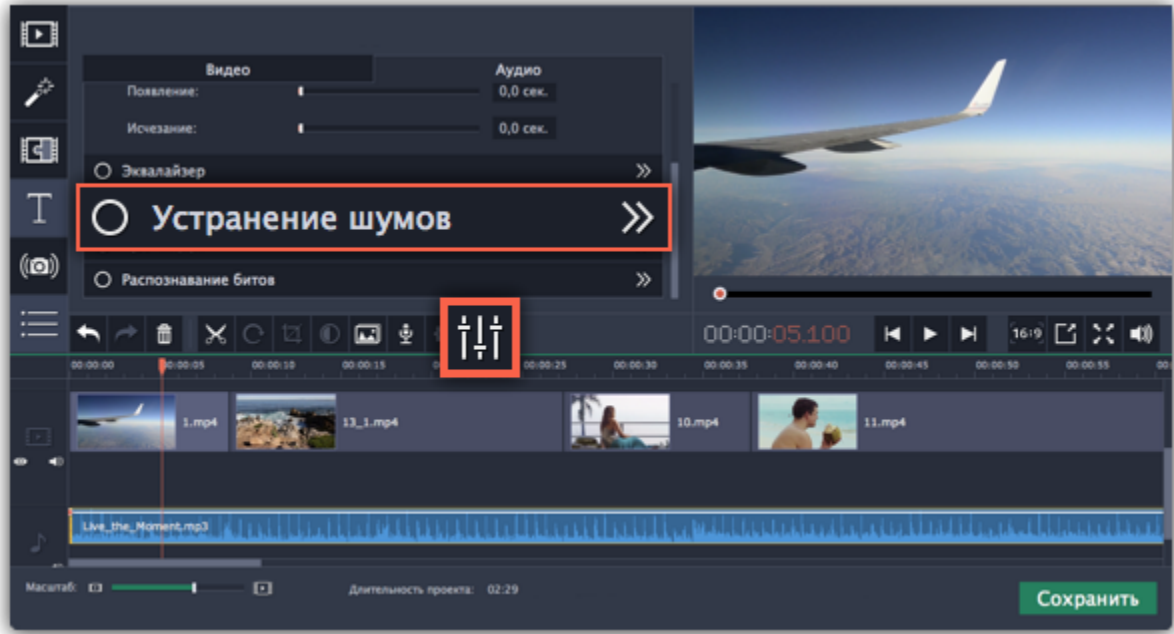 Видео Аудио
Появление: 0,0 сек.
Исчезание: 0,0 сек.
Эквалайзер
Устранение шумов
Распознавание битов
T
00:00:05.100 16:9
00:00:00 00:00:05 00:00:10 00:00:15 00:00:25 00:00:30 00:00:35 00:00:40 00:00:45 00:00:50 00:00:55
1.mp4 13_1.mp4 10.mp4 11.mp4
Live_the_Moment.mp3
Масштаб: Длительность проекта: 02:29
Сохранить